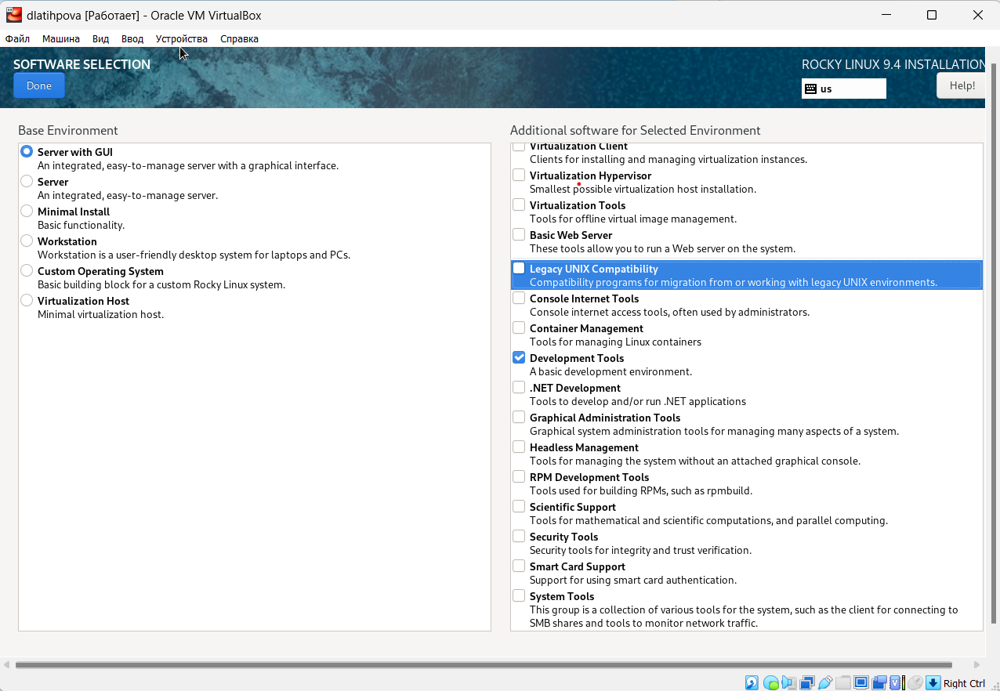 dlatihpova [Работает] - Oracle VM VirtualBox
Файл Машина Вид Ввод Устройства Справка
SOFTWARE SELECTION
ROCKY LINUX 9.4 INSTALLATION
Done
us
Help!
Base Environment
Server with GUI
An integrated, easy-to-manage server with a graphical interface.
Server
An integrated, easy-to-manage server.
Minimal Install
Basic functionality.
Workstation
Workstation is a user-friendly desktop system for laptops and PCs.
Custom Operating System
Basic building block for a custom Rocky Linux system.
Virtualization Host
Minimal virtualization host.
Additional software for Selected Environment
Virtualization Client
Clients for installing and managing virtualization instances.
Virtualization Hypervisor
Smallest possible virtualization host installation.
Virtualization Tools
Tools for offline virtual image management.
Basic Web Server
These tools allow you to run a Web server on the system.
Legacy UNIX Compatibility
Compatibility programs for migration from or working with legacy UNIX environments.
Console Internet Tools
Console internet access tools, often used by administrators.
Container Management
Tools for managing Linux containers
Development Tools
A basic development environment.
.NET Development
Tools to develop and/or run .NET applications
Graphical Administration Tools
Graphical system administration tools for managing many aspects of a system.
Headless Management
Tools for managing the system without an attached graphical console.
RPM Development Tools
Tools used for building RPMs, such as rpmbuild.
Scientific Support
Tools for mathematical and scientific computations, and parallel computing.
Security Tools
Security tools for integrity and trust verification.
Smart Card Support
Support for using smart card authentication.
System Tools
This group is a collection of various tools for the system, such as the client for connecting to
SMB shares and tools to monitor network traffic.
Right Ctrl